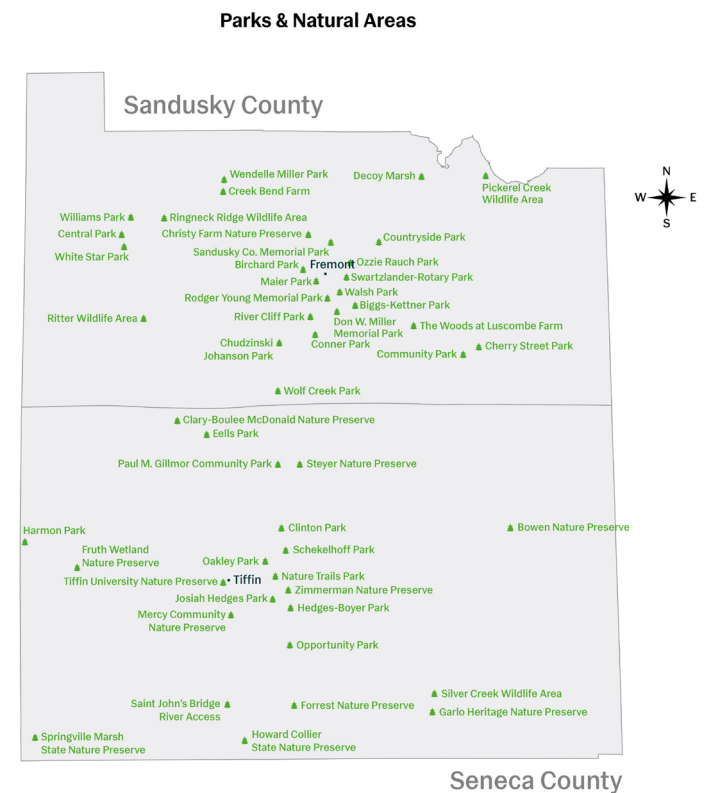 Parks & Natural Areas
Sandusky County
N
W
E
S
Wendelle Miller Park
Decoy Marsh
Creek Bend Farm
Pickerel Creek
Wildlife Area
Williams Park
Ringneck Ridge Wildlife Area
Central Park
Christy Farm Nature Preserve
Countryside Park
White Star Park
Sandusky Co. Memorial Park
Birchard Park
Fremont
Ozzie Rauch Park
Maier Park
Swartzlander-Rotary Park
Rodger Young Memorial Park
Walsh Park
Biggs-Kettner Park
Ritter Wildlife Area
River Cliff Park
Don W. Miller
Memorial Park
The Woods at Luscombe Farm
Chudzinski
Johanson Park
Conner Park
Community Park
Cherry Street Park
Wolf Creek Park
Clary-Boulee McDonald Nature Preserve
Eells Park
Paul M. Gillmor Community Park
Steyer Nature Preserve
Harmon Park
Clinton Park
Bowen Nature Preserve
Fruth Wetland
Nature Preserve
Schekelhoff Park
Oakley Park
Tiffin University Nature Preserve
Tiffin
Nature Trails Park
Zimmerman Nature Preserve
Josiah Hedges Park
Hedges-Boyer Park
Mercy Community
Nature Preserve
Opportunity Park
Silver Creek Wildlife Area
Saint John's Bridge
River Access
Forrest Nature Preserve
Garlo Heritage Nature Preserve
Springville Marsh
State Nature Preserve
Howard Collier
State Nature Preserve
Seneca County